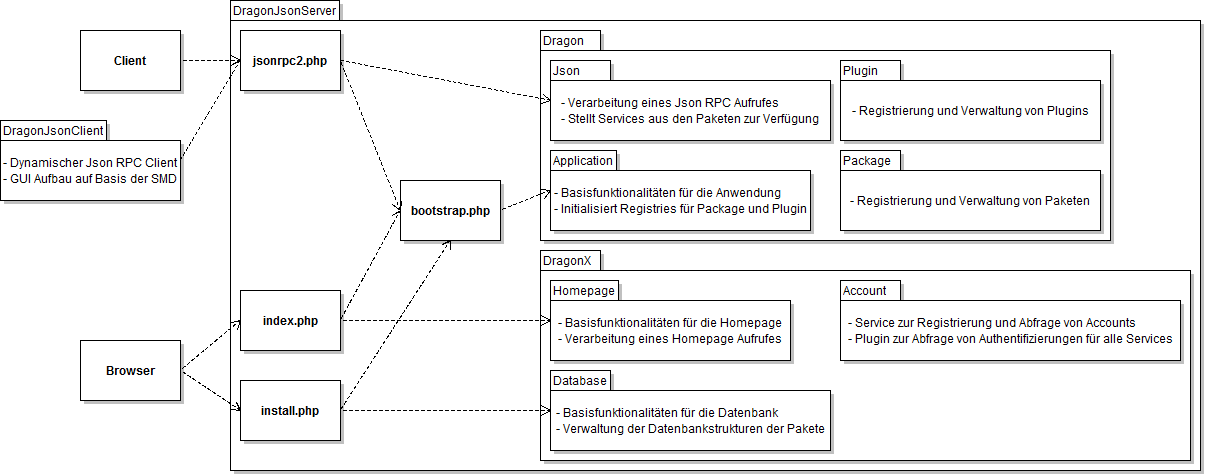 DragonJsonServer
Client
jsonrpc2.php
DragonJsonClient
- Dynamischer Json RPC Client
- GUI Aufbau auf Basis der SMD
bootstrap.php
index.php
Browser
install.php
Dragon
Json
- Verarbeitung eines Json RPC Aufrufes
- Stellt Services aus den Paketen zur Verfügung
Plugin
- Registrierung und Verwaltung von Plugins
Application
- Basisfunktionalitäten für die Anwendung
- Initialisiert Registries für Package und Plugin
Package
- Registrierung und Verwaltung von Paketen
DragonX
Homepage
- Basisfunktionalitäten für die Homepage
- Verarbeitung eines Homepage Aufrufes
Account
- Service zur Registrierung und Abfrage von Accounts
- Plugin zur Abfrage von Authentifizierungen für alle Services
Database
- Basisfunktionalitäten für die Datenbank
- Verwaltung der Datenbankstrukturen der Pakete